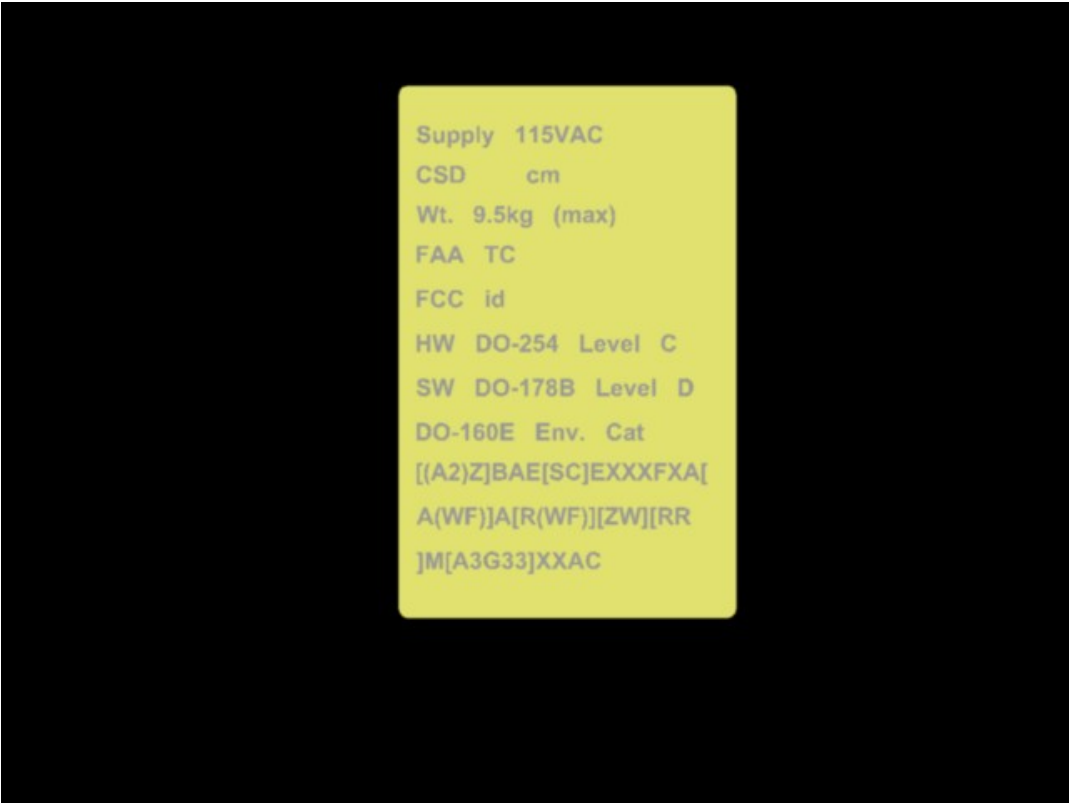 Supply 115VAC
CSD cm
Wt. 9.5kg (max)
FAA TC
FCC id
HW DO-254 Level C
SW DO-178B Level D
DO-160E Env. Cat
[(A2)Z]BAE[SC]EXXXFXA[
A(WF)]A[R(WF)][ZW][RR
]M[A3G33]XXAC